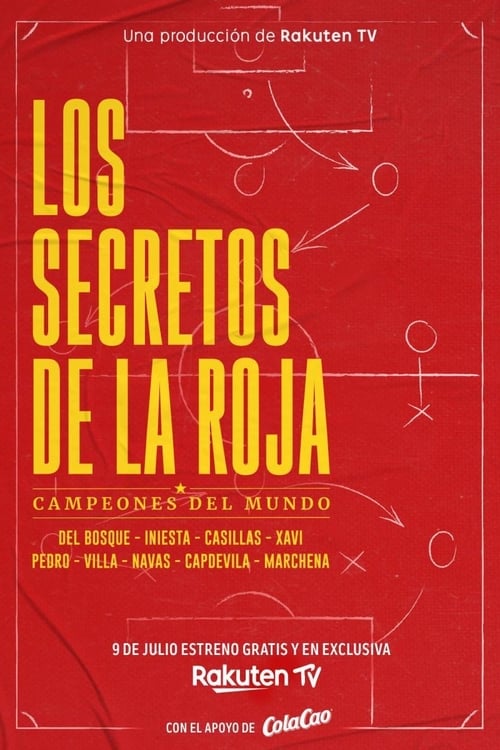 Una producción de Rakuten TV
LOS
SECRETOS
DE LA ROJA
CAMPEONES DEL MUNDO
DEL BOSQUE - INIESTA - CASILLAS - XAVI
PEDRO - VILLA - NAVAS - CAPDEVILA - MARCHENA
9 DE JULIO ESTRENO GRATIS Y EN EXCLUSIVA
Rakuten TV
CON EL APOYO DE ColaCao